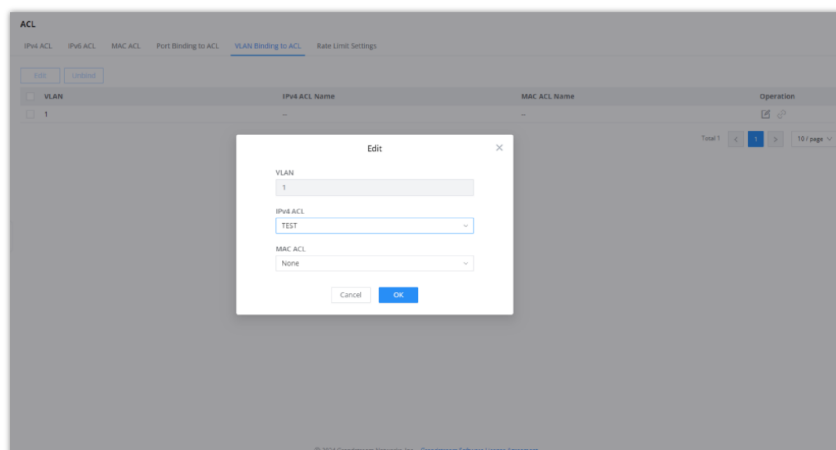 ACL
IPv4 ACL IPv6 ACL MAC ACL Port Binding to ACL VLAN Binding to ACL Rate Limit Settings
Edit Unbind
VLAN IPv4 ACL Name MAC ACL Name Operation
1 -- --
Total 1 < 1 > 10 / page
Edit
VLAN
1
IPv4 ACL
TEST
MAC ACL
None
Cancel OK